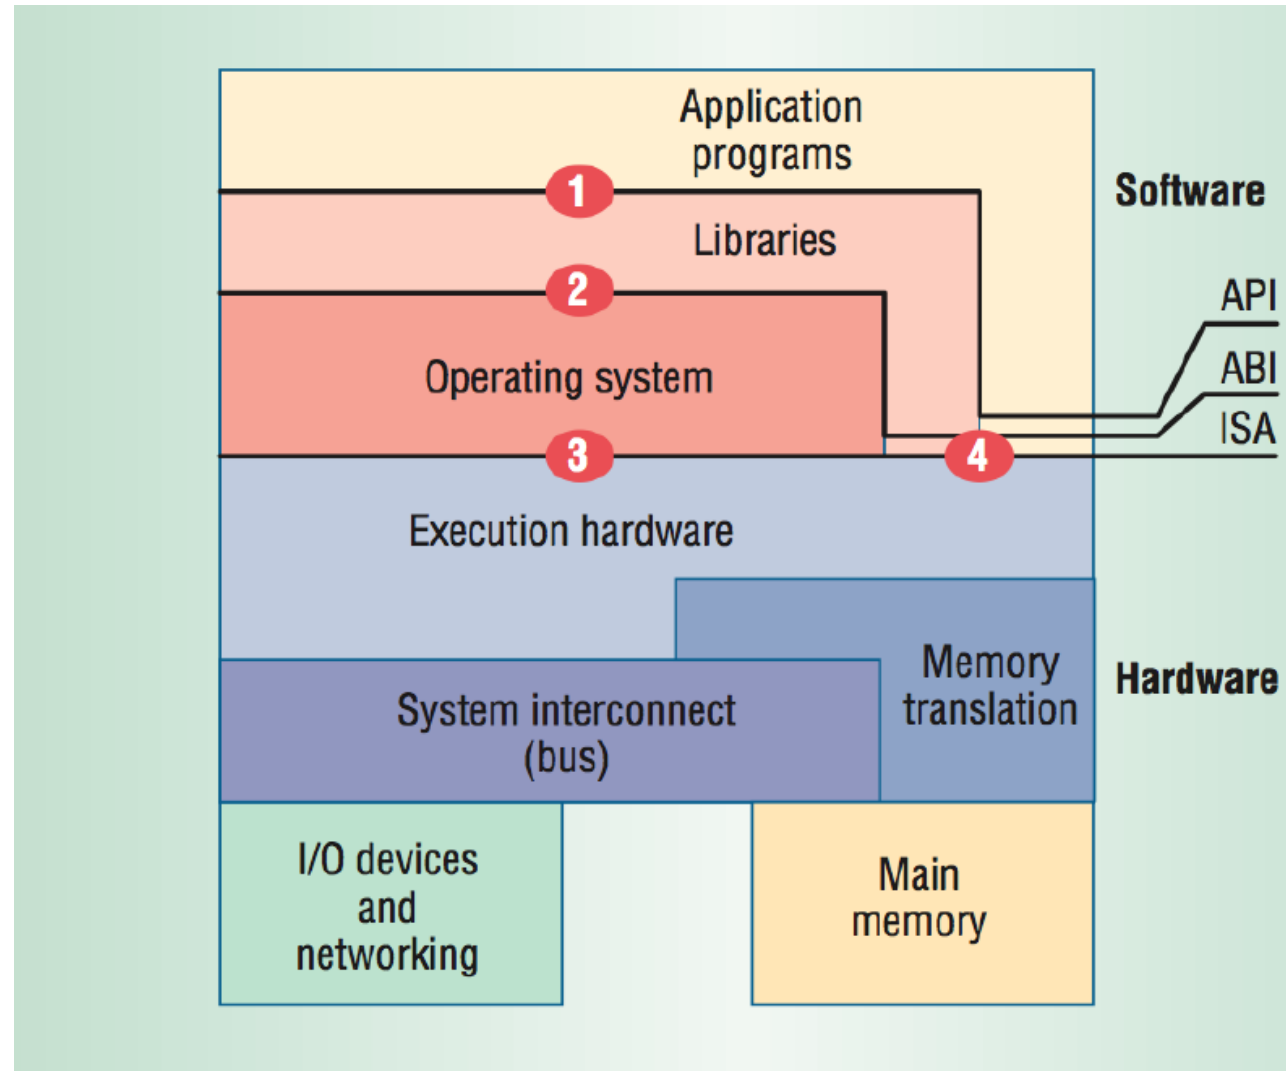 Application
programs
1
Software
Libraries
2
API
Operating system
ABI
ISA
3
4
Execution hardware
Memory
translation
Hardware
System interconnect
(bus)
I/O devices
and
networking
Main
memory